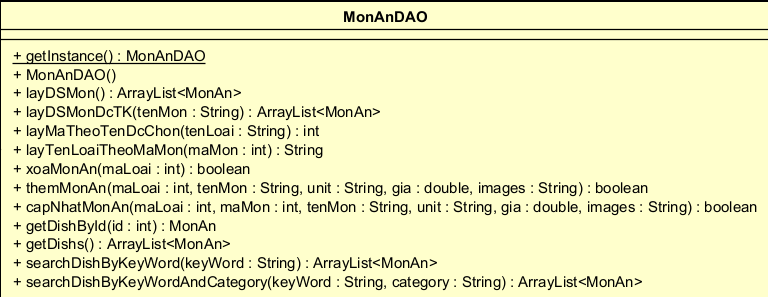 MonAnDAO
+ getInstance() : MonAnDAO
+ MonAnDAO()
+ layDSMon() : ArrayList<MonAn>
+ layDSMonDcTK(tenMon : String) : ArrayList<MonAn>
+ layMaTheoTenDcChon(tenLoai : String) : int
+ layTenLoaiTheoMaMon(maMon : int) : String
+ xoaMonAn(maLoai : int) : boolean
+ themMonAn(maLoai : int, tenMon : String, unit : String, gia : double, images : String) : boolean
+ capNhatMonAn(maLoai : int, maMon : int, tenMon : String, unit : String, gia : double, images : String) : boolean
+ getDishById(id : int) : MonAn
+ getDishs() : ArrayList<MonAn>
+ searchDishByKeyWord(keyWord : String) : ArrayList<MonAn>
+ searchDishByKeyWordAndCategory(keyWord : String, category : String) : ArrayList<MonAn>